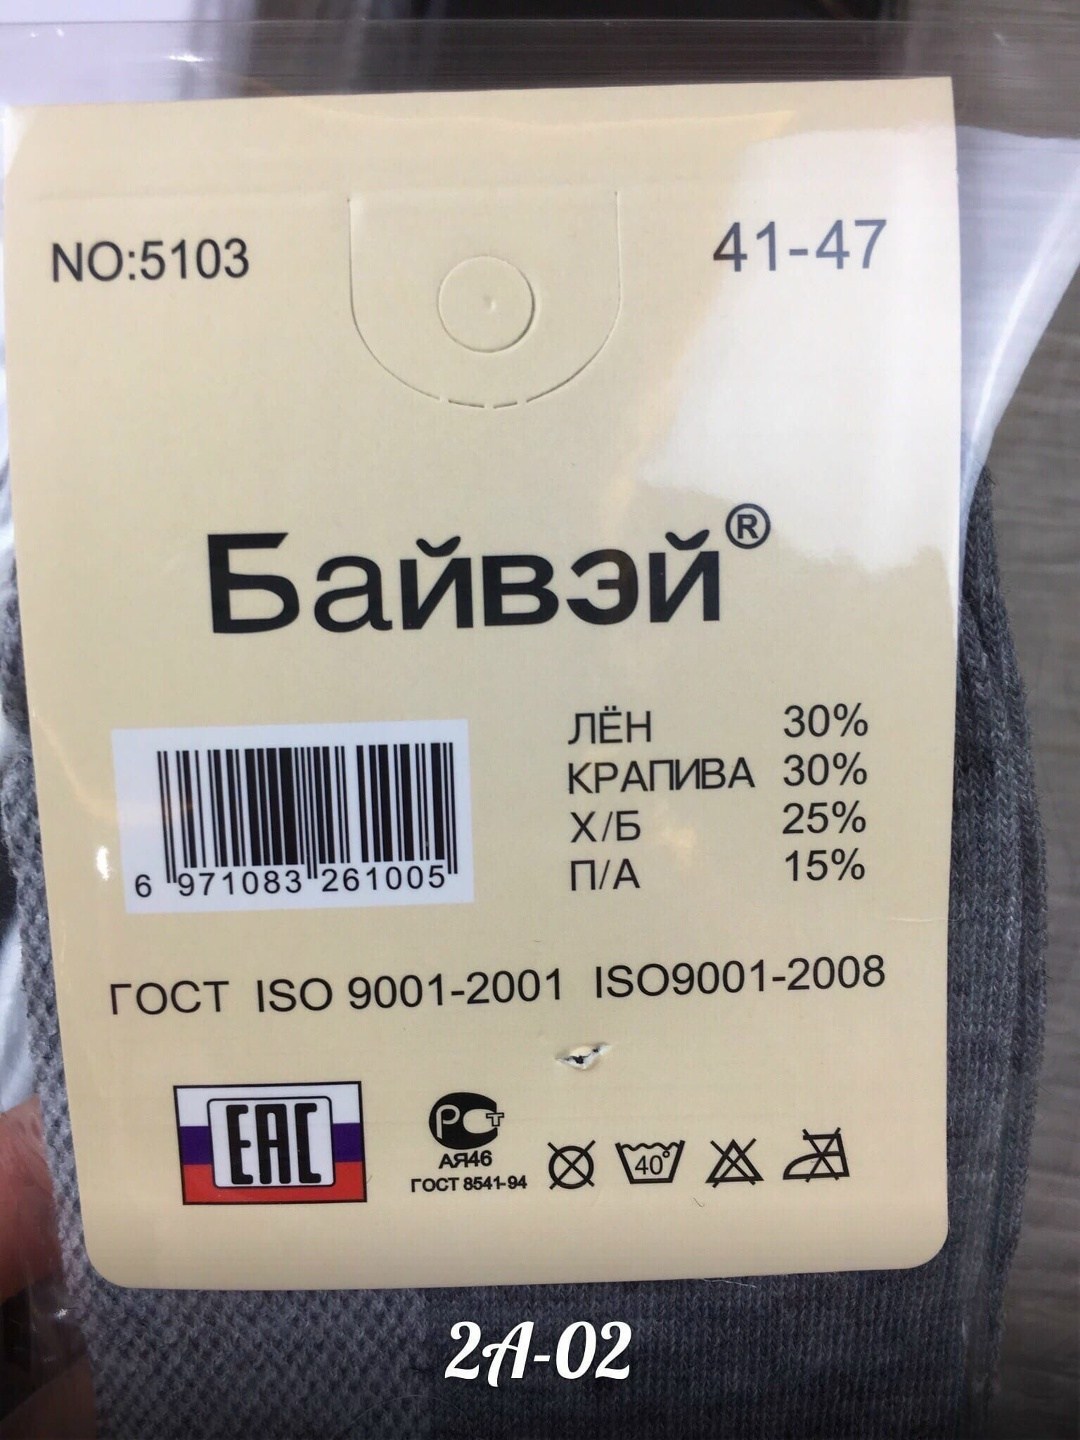 NO:5103 41-47
Байвэй®
ЛЁН 30%
КРАПИВА 30%
Х/Б 25%
П/А 15%
6 971083 261005
ГОСТ ISO 9001-2001 ISO9001-2008
EAC
РСТ
АЯ46
ГОСТ 8541-94
40°
2A-02